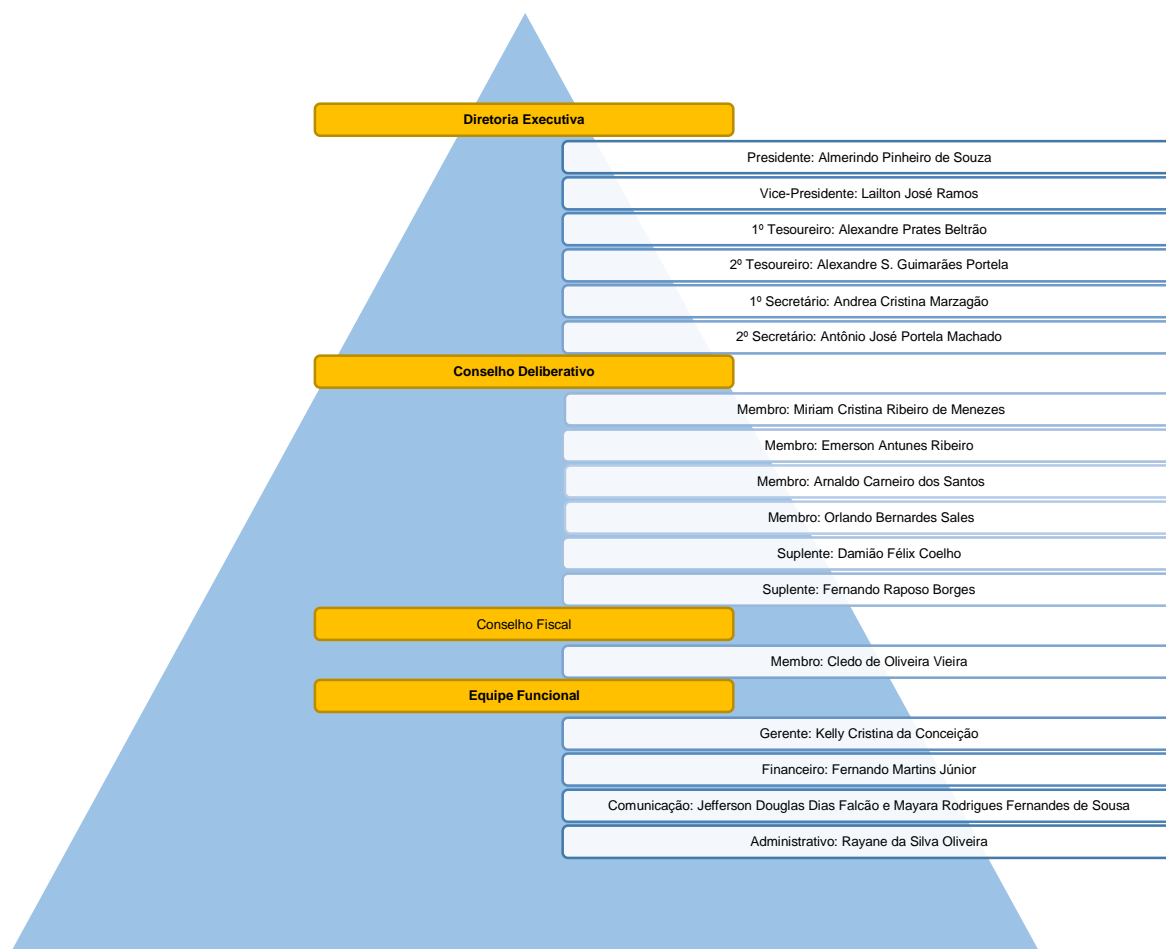 Diretoria Executiva
Presidente: Almerindo Pinheiro de Souza
Vice-Presidente: Lailton José Ramos
1º Tesoureiro: Alexandre Prates Beltrão
2º Tesoureiro: Alexandre S. Guimarães Portela
1º Secretário: Andrea Cristina Marzagão
2º Secretário: Antônio José Portela Machado
Conselho Deliberativo
Membro: Miriam Cristina Ribeiro de Menezes
Membro: Emerson Antunes Ribeiro
Membro: Arnaldo Carneiro dos Santos
Membro: Orlando Bernardes Sales
Suplente: Damião Félix Coelho
Suplente: Fernando Raposo Borges
Conselho Fiscal
Membro: Cledo de Oliveira Vieira
Equipe Funcional
Gerente: Kelly Cristina da Conceição
Financeiro: Fernando Martins Júnior
Comunicação: Jefferson Douglas Dias Falcão e Mayara Rodrigues Fernandes de Sousa
Administrativo: Rayane da Silva Oliveira